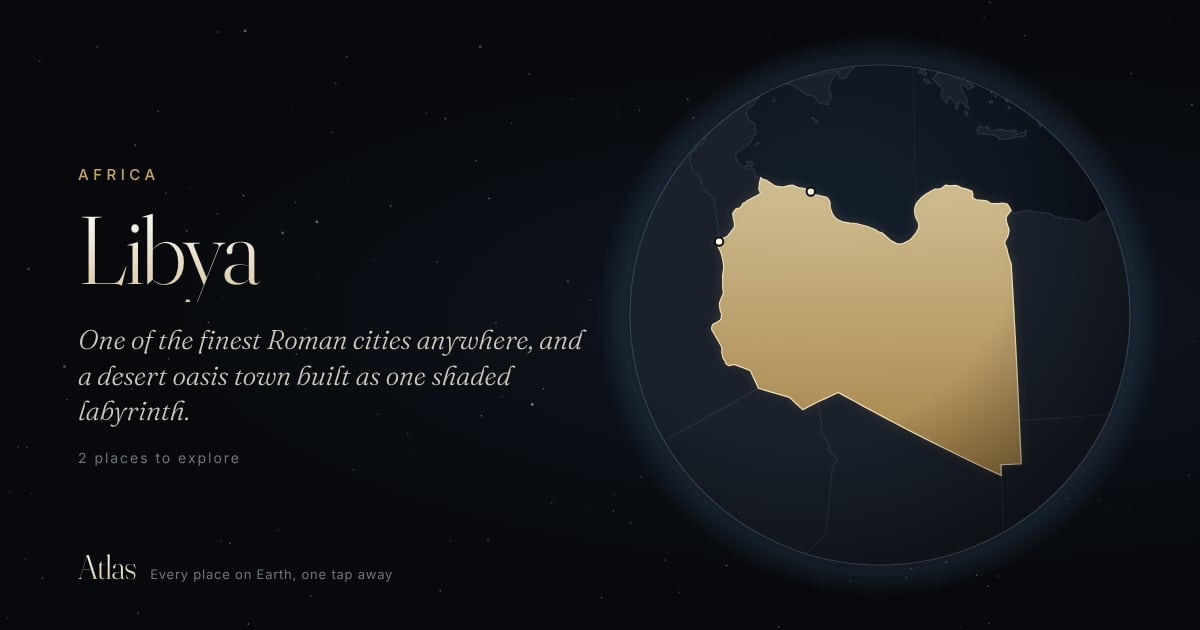 AFRICA
Libya
One of the finest Roman cities anywhere, and
a desert oasis town built as one shaded
labyrinth.
2 places to explore
Atlas Every place on Earth, one tap away